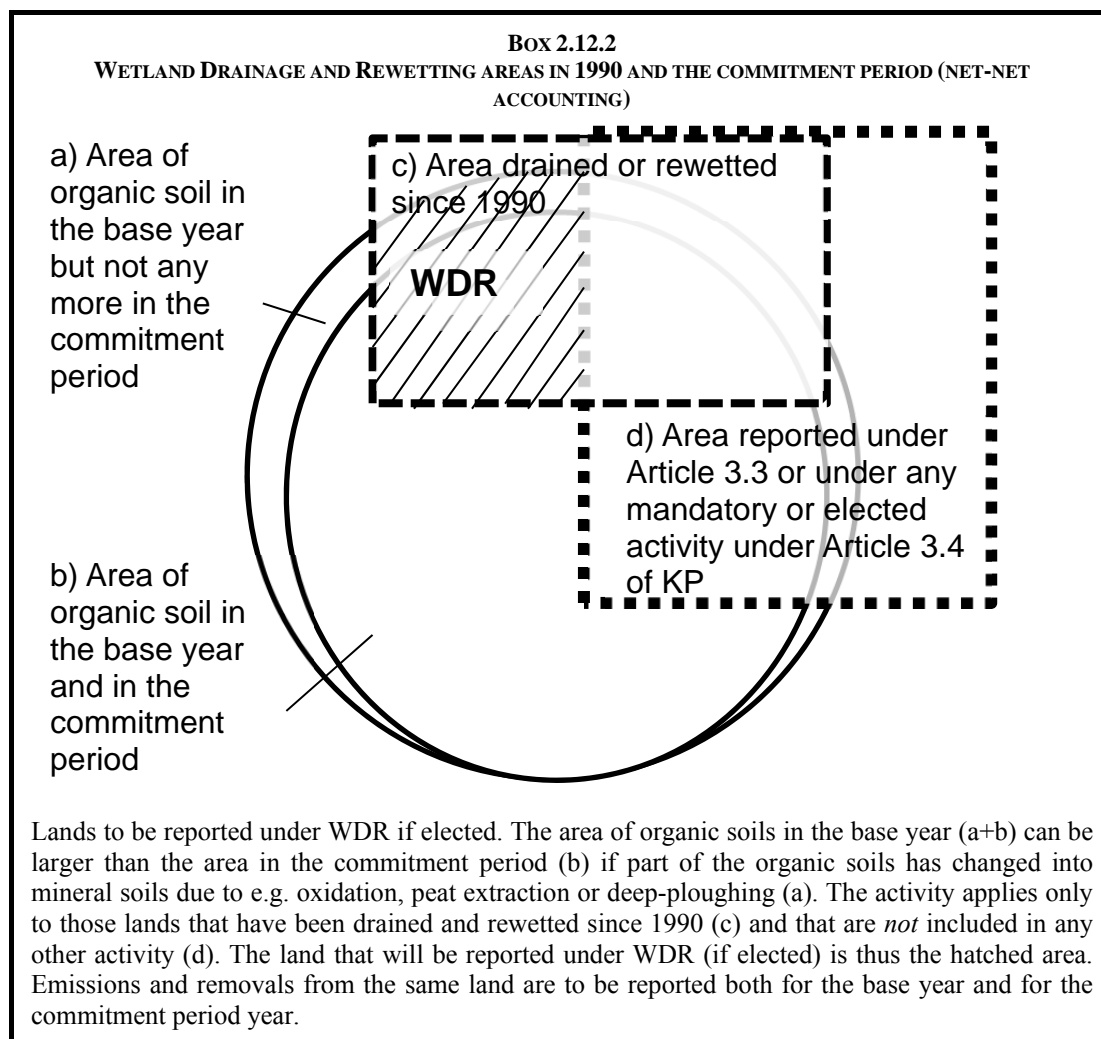 BOX 2.12.2
WETLAND DRAINAGE AND REWETTING AREAS IN 1990 AND THE COMMITMENT PERIOD (NET-NET
ACCOUNTING)
a) Area of
organic soil in
the base year
but not any
more in the
commitment
period
c) Area drained or rewetted
since 1990
WDR
d) Area reported under
Article 3.3 or under any
mandatory or elected
activity under Article 3.4
of KP
b) Area of
organic soil in
the base year
and in the
commitment
period
Lands to be reported under WDR if elected. The area of organic soils in the base year (a+b) can be
larger than the area in the commitment period (b) if part of the organic soils has changed into
mineral soils due to e.g. oxidation, peat extraction or deep-ploughing (a). The activity applies only
to those lands that have been drained and rewetted since 1990 (c) and that are not included in any
other activity (d). The land that will be reported under WDR (if elected) is thus the hatched area.
Emissions and removals from the same land are to be reported both for the base year and for the
commitment period year.